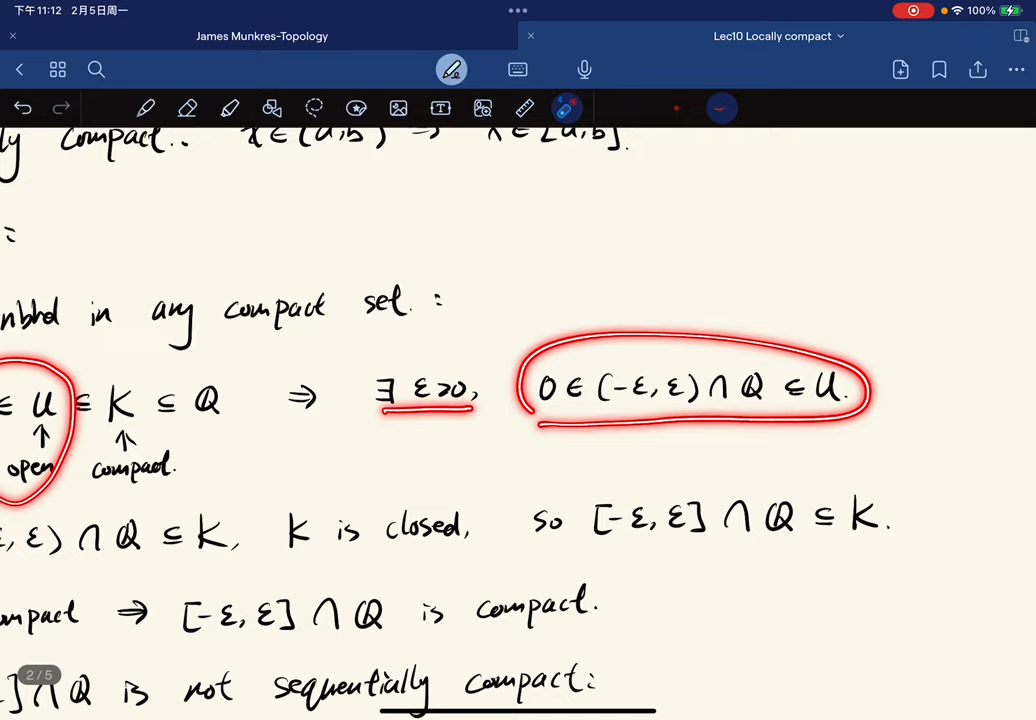 下午11:12 2月5日周一
100%
James Munkres-Topology
Lec10 Locally compact
compact.. x ∈ (a,b) → x ∈ [a,b].
:
nbhd in any compact set. :
∈ U ⊆ K ⊆ Q ⇒ ∃ ε>0, 0 ∈ (-ε, ε) ∩ Q ⊆ U.
↑ ↑
open compact.
, ε) ∩ Q ⊆ K, K is closed, so [-ε, ε] ∩ Q ⊆ K.
ompact ⇒ [-ε, ε] ∩ Q is compact.
] ∩ Q is not sequentially compact:
2 / 5